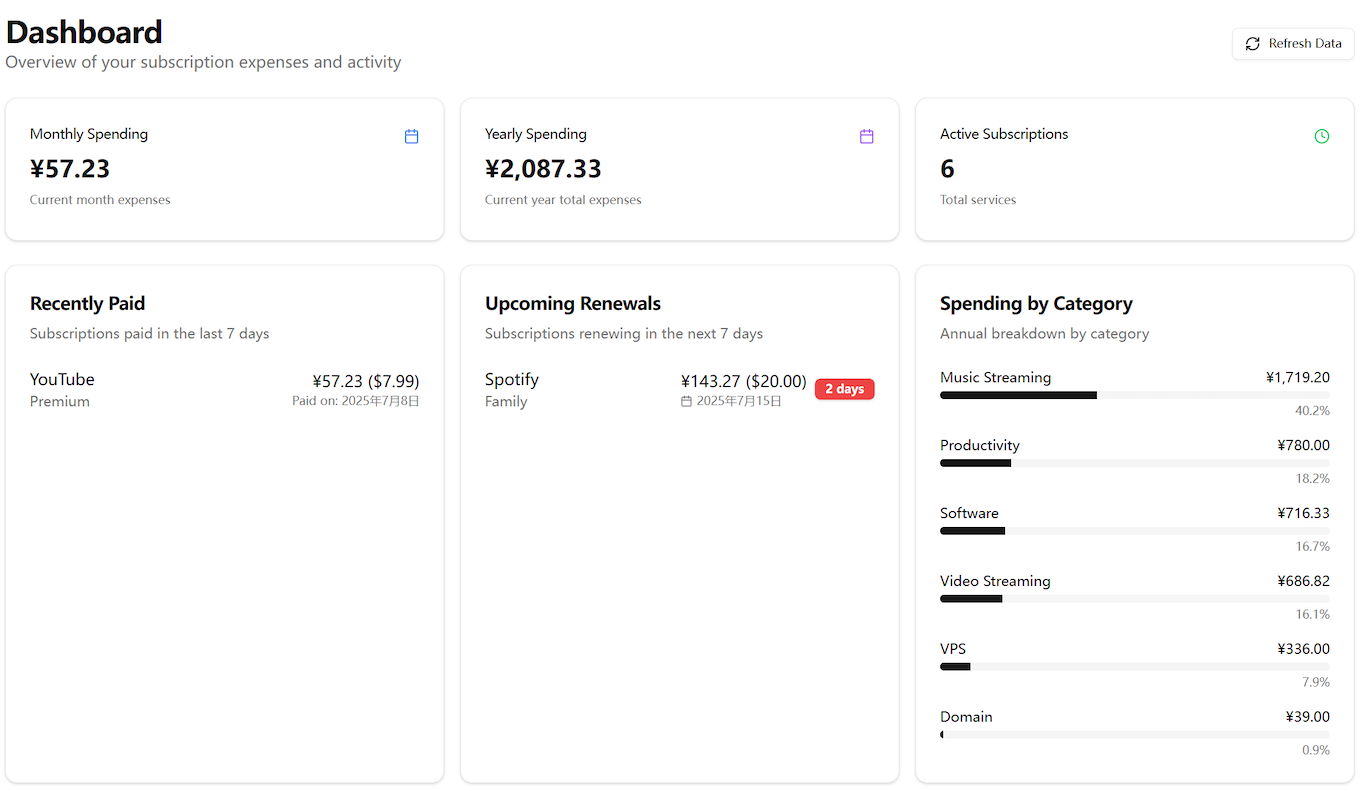 Dashboard
Overview of your subscription expenses and activity
Refresh Data
Monthly Spending
¥57.23
Current month expenses
Yearly Spending
¥2,087.33
Current year total expenses
Active Subscriptions
6
Total services
Recently Paid
Subscriptions paid in the last 7 days
YouTube
¥57.23 ($7.99)
Premium
Paid on: 2025年7月8日
Upcoming Renewals
Subscriptions renewing in the next 7 days
Spotify
¥143.27 ($20.00)
2 days
Family
2025年7月15日
Spending by Category
Annual breakdown by category
Music Streaming
¥1,719.20
40.2%
Productivity
¥780.00
18.2%
Software
¥716.33
16.7%
Video Streaming
¥686.82
16.1%
VPS
¥336.00
7.9%
Domain
¥39.00
0.9%